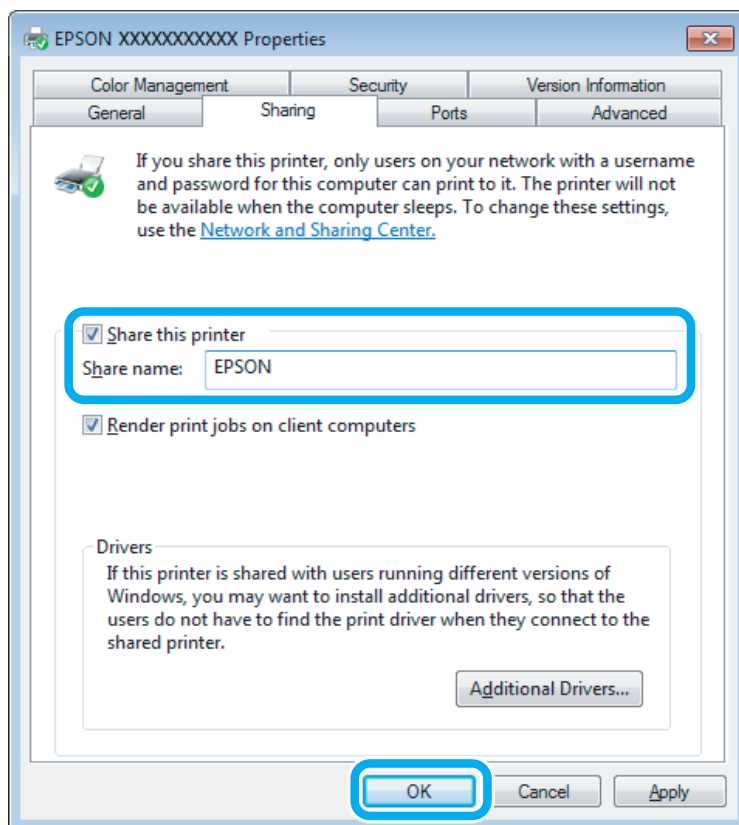 EPSON XXXXXXXXXXX Properties
Color Management Security Version Information
General Sharing Ports Advanced
If you share this printer, only users on your network with a username
and password for this computer can print to it. The printer will not
be available when the computer sleeps. To change these settings,
use the Network and Sharing Center.
Share this printer
Share name: EPSON
Render print jobs on client computers
Drivers
If this printer is shared with users running different versions of
Windows, you may want to install additional drivers, so that the
users do not have to find the print driver when they connect to the
shared printer.
Additional Drivers...
OK Cancel Apply